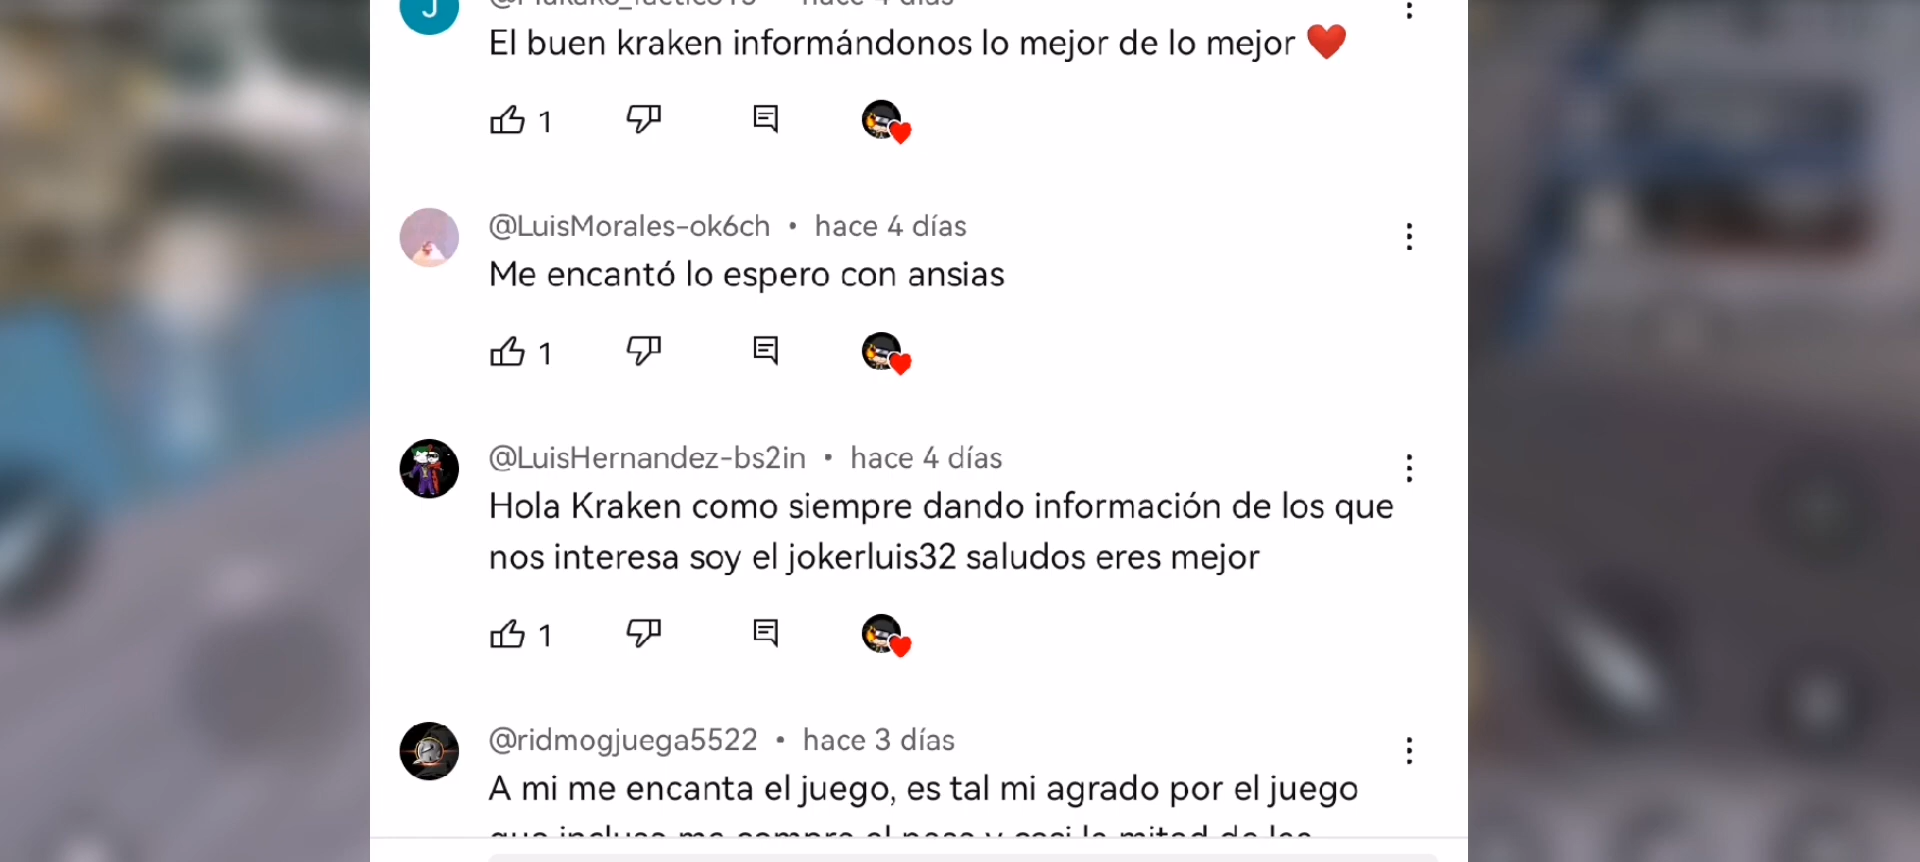 J
El buen kraken informándonos lo mejor de lo mejor ❤️
1
@LuisMorales-ok6ch • hace 4 días
Me encantó lo espero con ansias
1
@LuisHernandez-bs2in • hace 4 días
Hola Kraken como siempre dando información de los que
nos interesa soy el jokerluis32 saludos eres mejor
1
@ridmogjuega5522 • hace 3 días
A mi me encanta el juego, es tal mi agrado por el juego